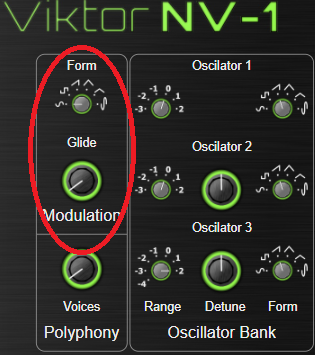 Viktor NV-1
Form
Glide
Modulation
Voices
Polyphony
Oscilator 1
-2 -1 0 1 2
-3
Oscilator 2
-2 -1 0 1 2
-3
Oscilator 3
-2 -1 0 1 2
-3
-4
Range Detune Form
Oscillator Bank